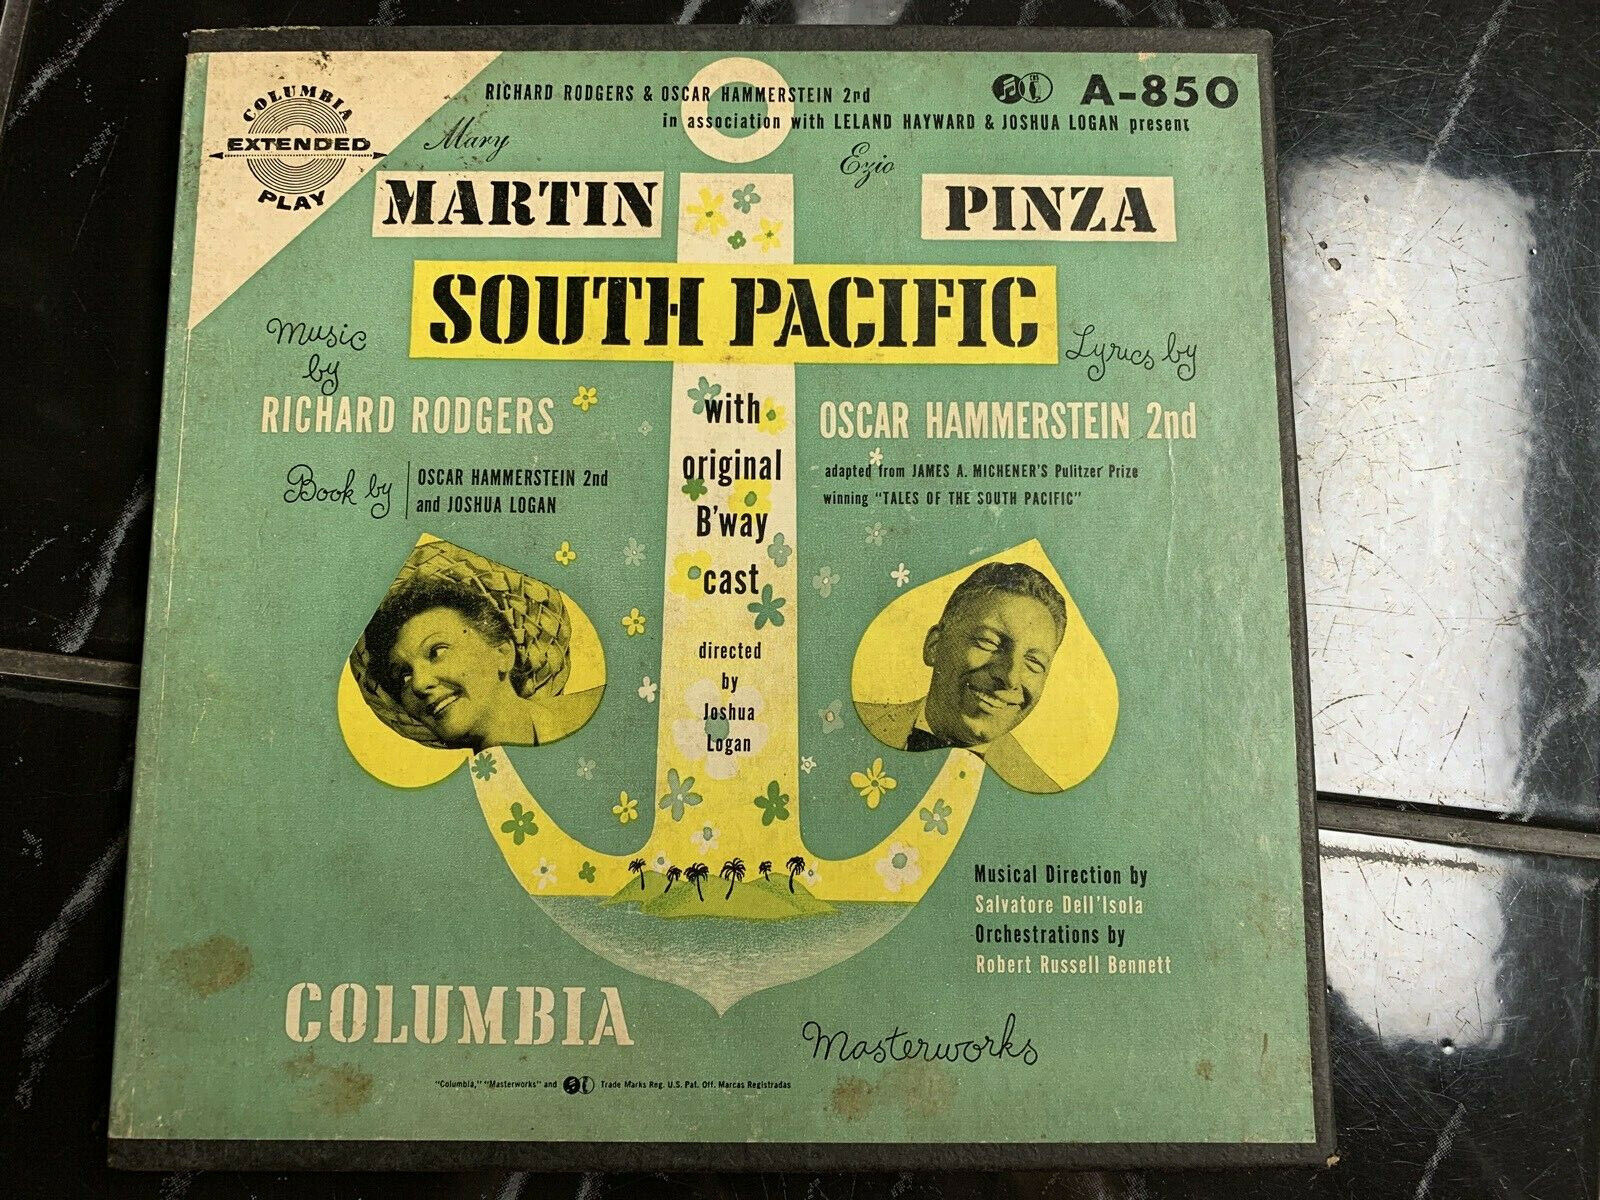 COLUMBIA
EXTENDED
PLAY
RICHARD RODGERS & OSCAR HAMMERSTEIN 2nd
in association with LELAND HAYWARD & JOSHUA LOGAN present
A-850
Mary
MARTIN
Ezio
PINZA
SOUTH PACIFIC
Music
by
RICHARD RODGERS
Lyrics by
OSCAR HAMMERSTEIN 2nd
Book by
OSCAR HAMMERSTEIN 2nd
and JOSHUA LOGAN
adapted from JAMES A. MICHENER'S Pulitzer Prize
winning "TALES OF THE SOUTH PACIFIC"
with
original
B'way
cast
directed
by
Joshua
Logan
Musical Direction by
Salvatore Dell'Isola
Orchestrations by
Robert Russell Bennett
COLUMBIA
Masterworks
"Columbia," "Masterworks" and Trade Marks Reg. U.S. Pat. Off. Marcas Registradas